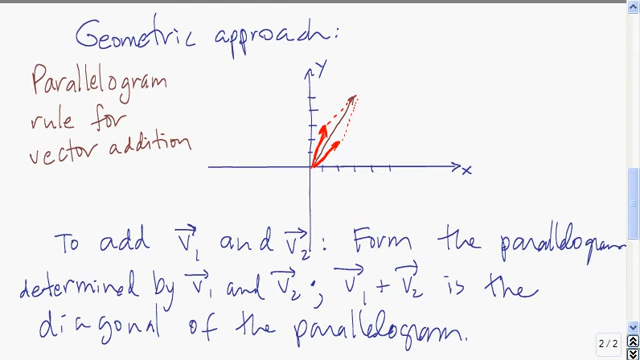 Geometric approach:
Parallelogram
rule for
vector addition
Y
x
To add V⃗₁ and V⃗₂: Form the parallelogram
determined by V⃗₁ and V⃗₂; V⃗₁ + V⃗₂ is the
diagonal of the parallelogram.
2/2